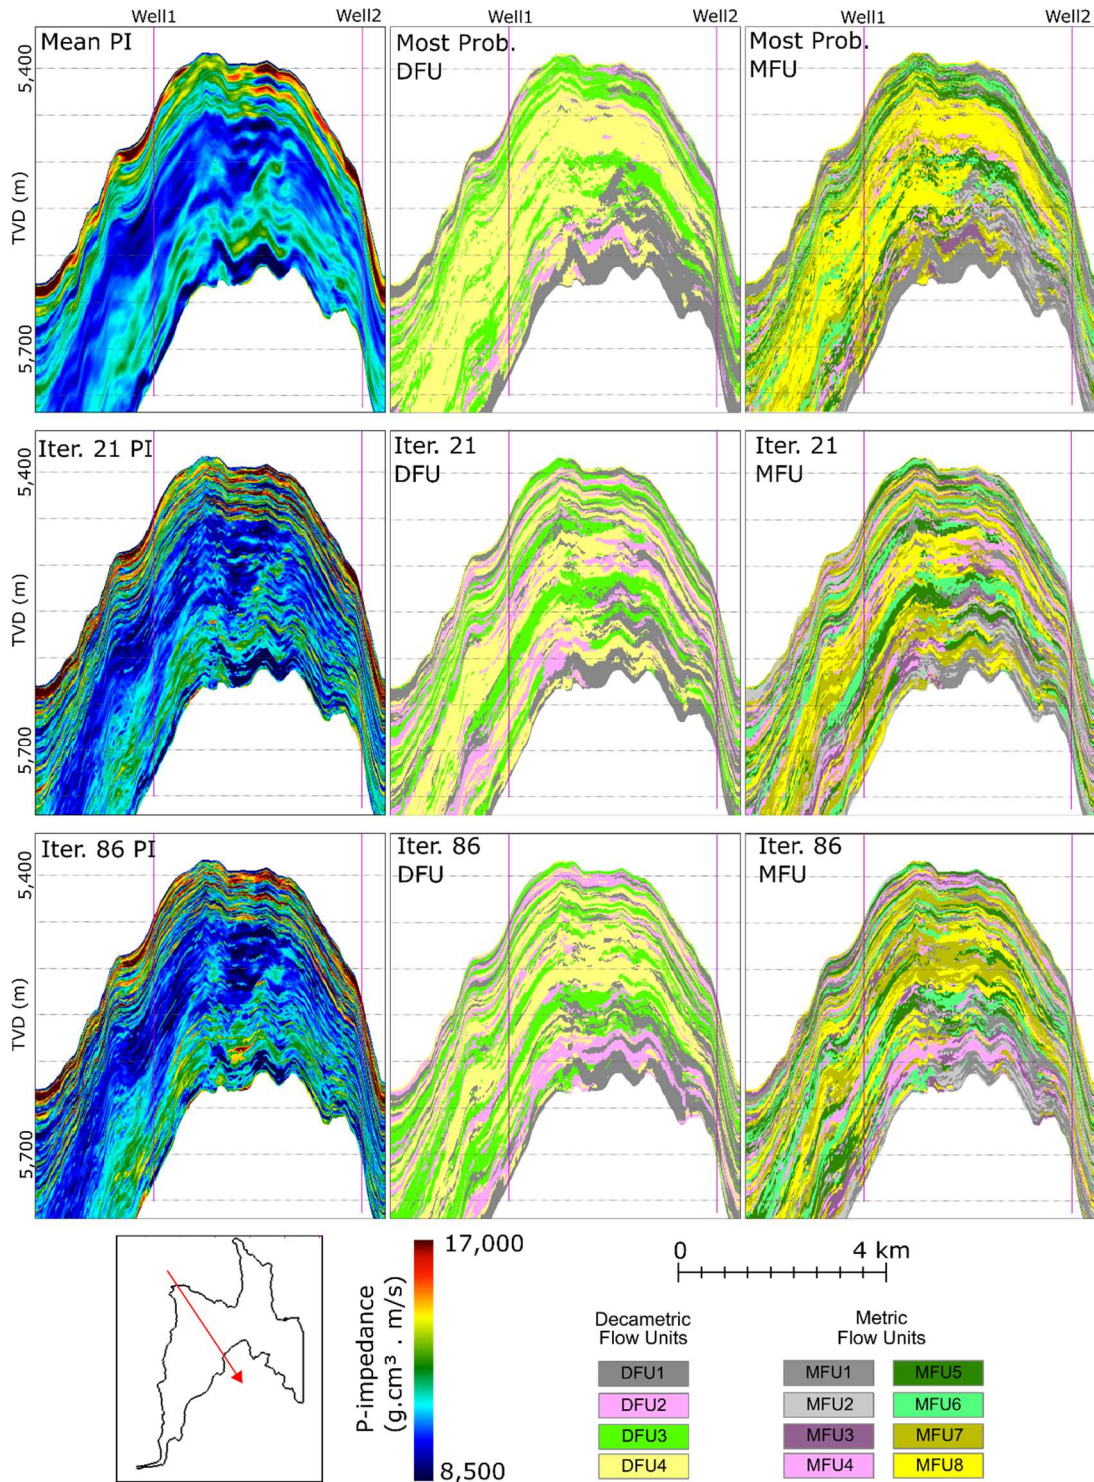 Well1 Well2 Well1 Well2 Well1 Well2
Mean PI
Most Prob.
DFU
Most Prob.
MFU
5,400
TVD (m)
5,700
Iter. 21 PI
Iter. 21
DFU
Iter. 21
MFU
5,400
TVD (m)
5,700
Iter. 86 PI
Iter. 86
DFU
Iter. 86
MFU
5,400
TVD (m)
5,700
P-impedance
(g.cm³ . m/s)
17,000
8,500
0 4 km
Decametric
Flow Units
DFU1
DFU2
DFU3
DFU4
Metric
Flow Units
MFU1 MFU5
MFU2 MFU6
MFU3 MFU7
MFU4 MFU8